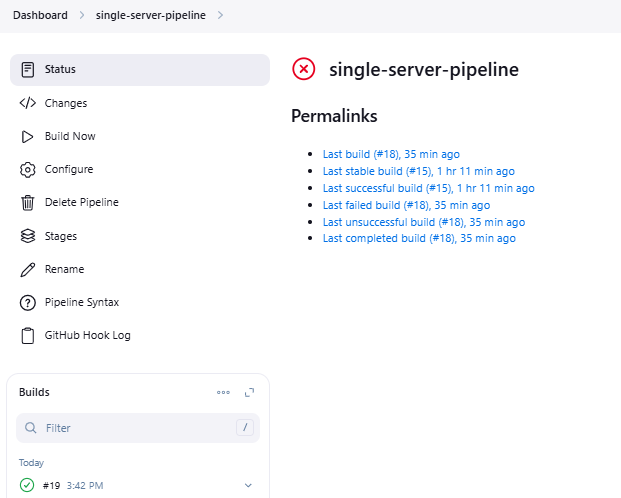 Dashboard > single-server-pipeline >
Status
Changes
Build Now
Configure
Delete Pipeline
Stages
Rename
Pipeline Syntax
GitHub Hook Log
Builds
Filter /
Today
#19 3:42 PM
single-server-pipeline
Permalinks
Last build (#18), 35 min ago
Last stable build (#15), 1 hr 11 min ago
Last successful build (#15), 1 hr 11 min ago
Last failed build (#18), 35 min ago
Last unsuccessful build (#18), 35 min ago
Last completed build (#18), 35 min ago